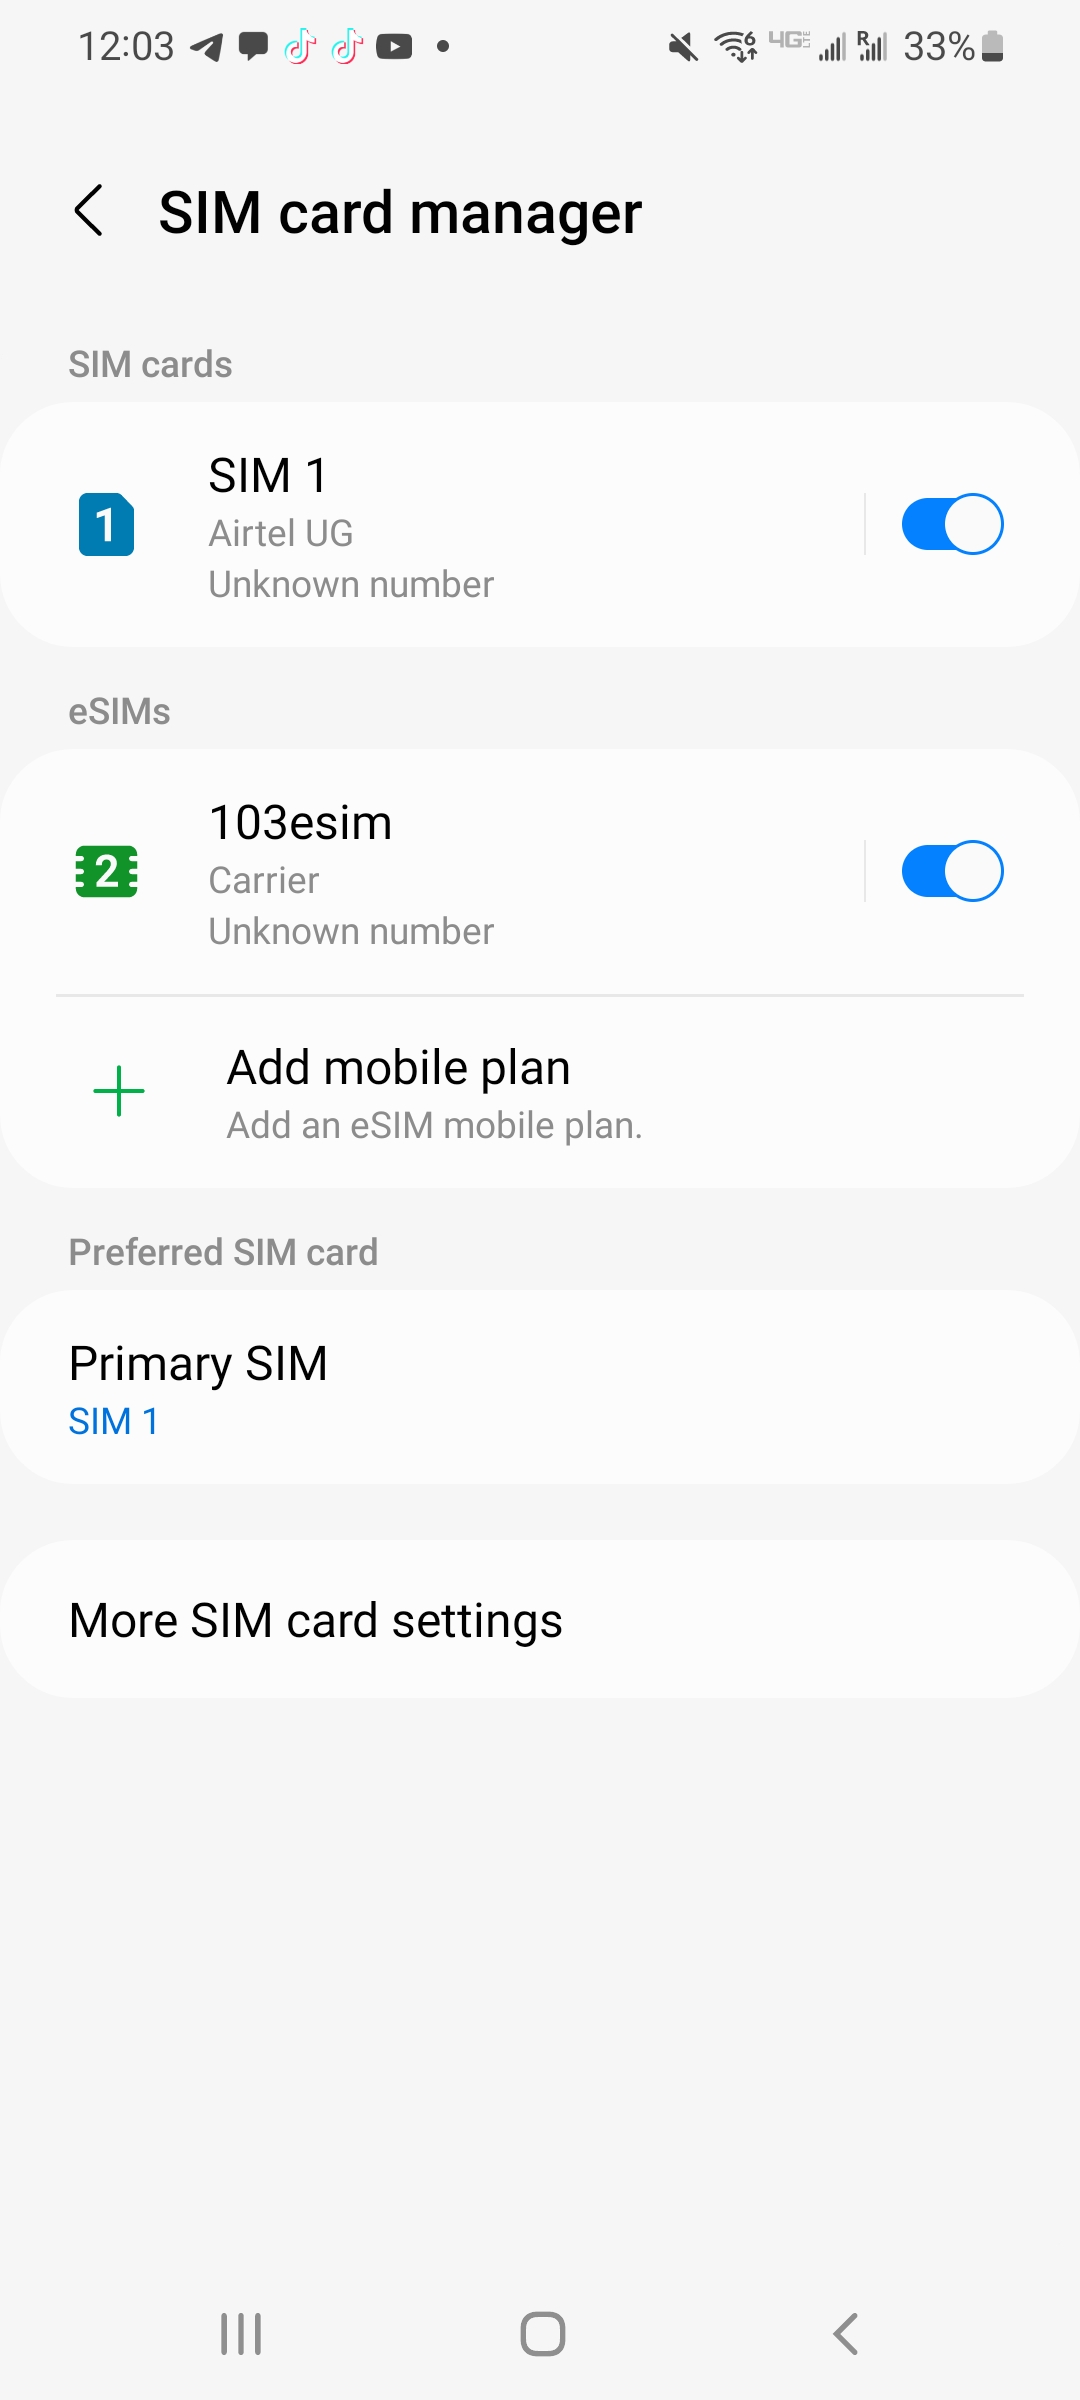 12:03 6 4G LTE R 33%
SIM card manager
SIM cards
1 SIM 1
Airtel UG
Unknown number
eSIMs
2 103esim
Carrier
Unknown number
Add mobile plan
Add an eSIM mobile plan.
Preferred SIM card
Primary SIM
SIM 1
More SIM card settings